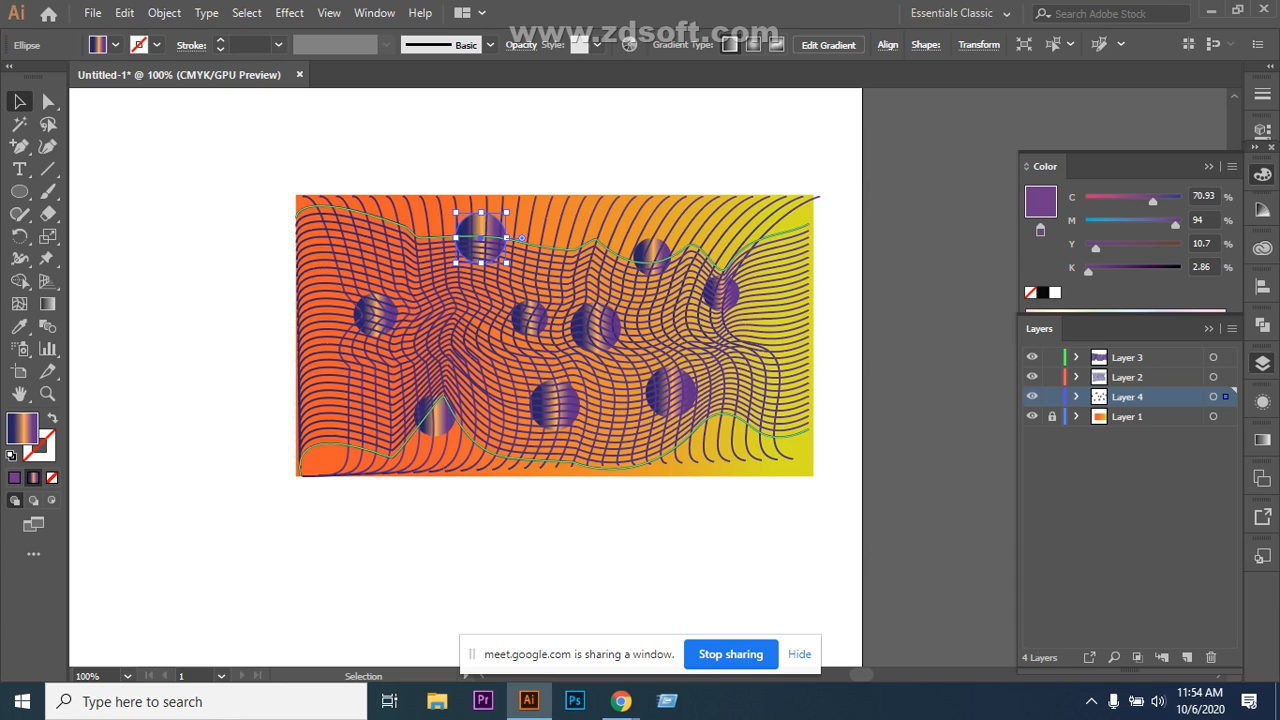 Ai File Edit Object Type Select Effect View Window Help Essentials Classic Search Adobe Stock
www.zdsoft.com
Ellipse Stroke: Basic Opacity Style: Gradient Type: Edit Gradient Align Shape: Transform
Untitled-1* @ 100% (CMYK/GPU Preview) ×
Color
C 70.93 %
M 94 %
Y 10.7 %
K 2.86 %
Layers
Layer 3
Layer 2
Layer 4
Layer 1
4 Layers
meet.google.com is sharing a window. Stop sharing Hide
100% 1 Selection
Type here to search Pr Ai Ps 11:54 AM
10/6/2020